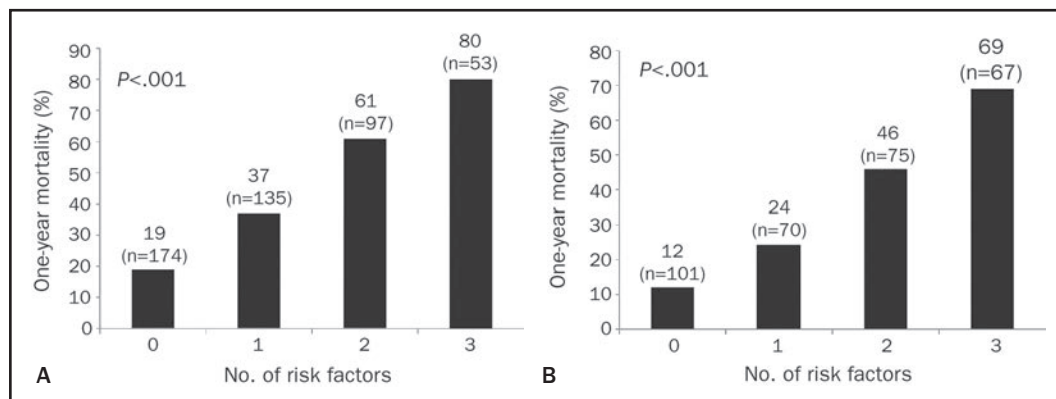 90
80
70
60
50
40
30
20
10
0
One-year mortality (%)
P<.001
19
(n=174)
37
(n=135)
61
(n=97)
80
(n=53)
0 1 2 3
No. of risk factors
A
80
70
60
50
40
30
20
10
0
One-year mortality (%)
P<.001
12
(n=101)
24
(n=70)
46
(n=75)
69
(n=67)
0 1 2 3
No. of risk factors
B